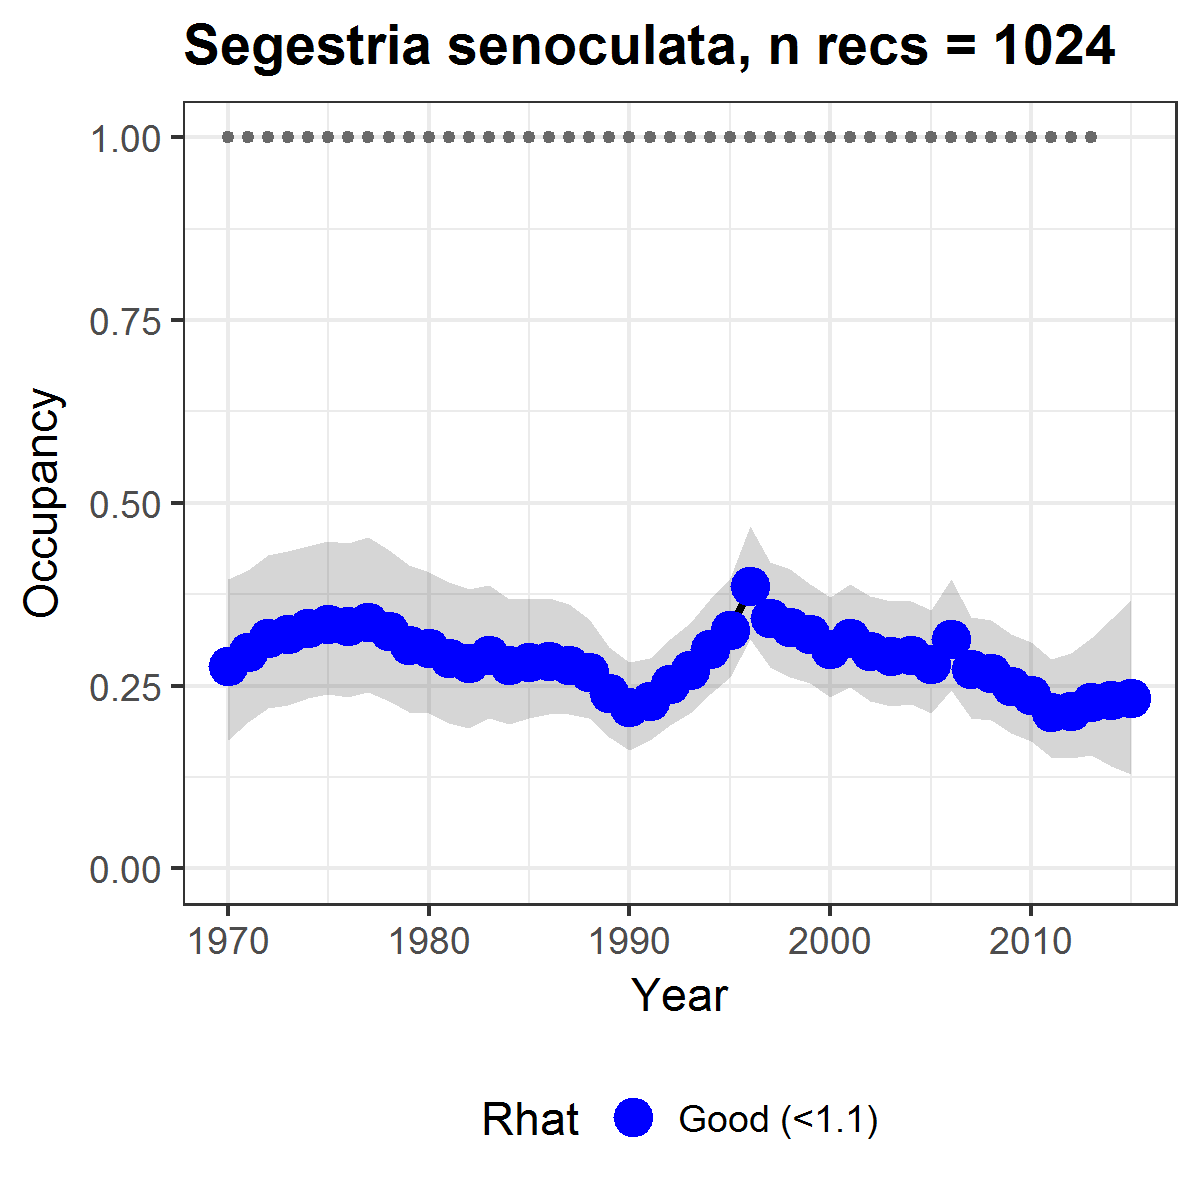 Segestria senoculata, n recs = 1024
1.00
0.75
0.50
0.25
0.00
Occupancy
1970 1980 1990 2000 2010
Year
Rhat Good (<1.1)